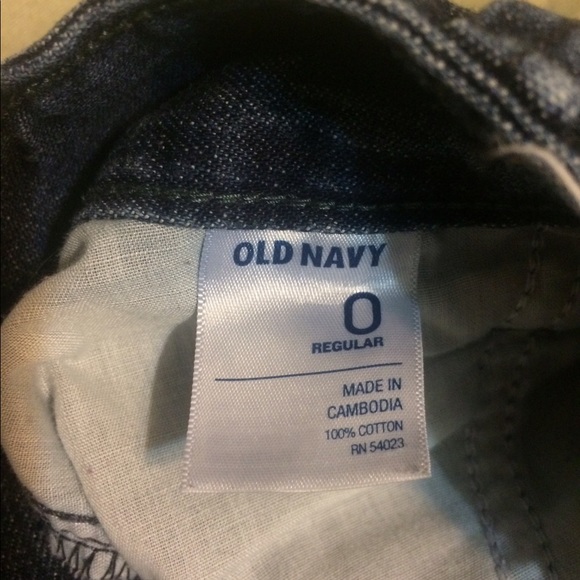 OLD NAVY
0
REGULAR
MADE IN
CAMBODIA
100% COTTON
RN 54023